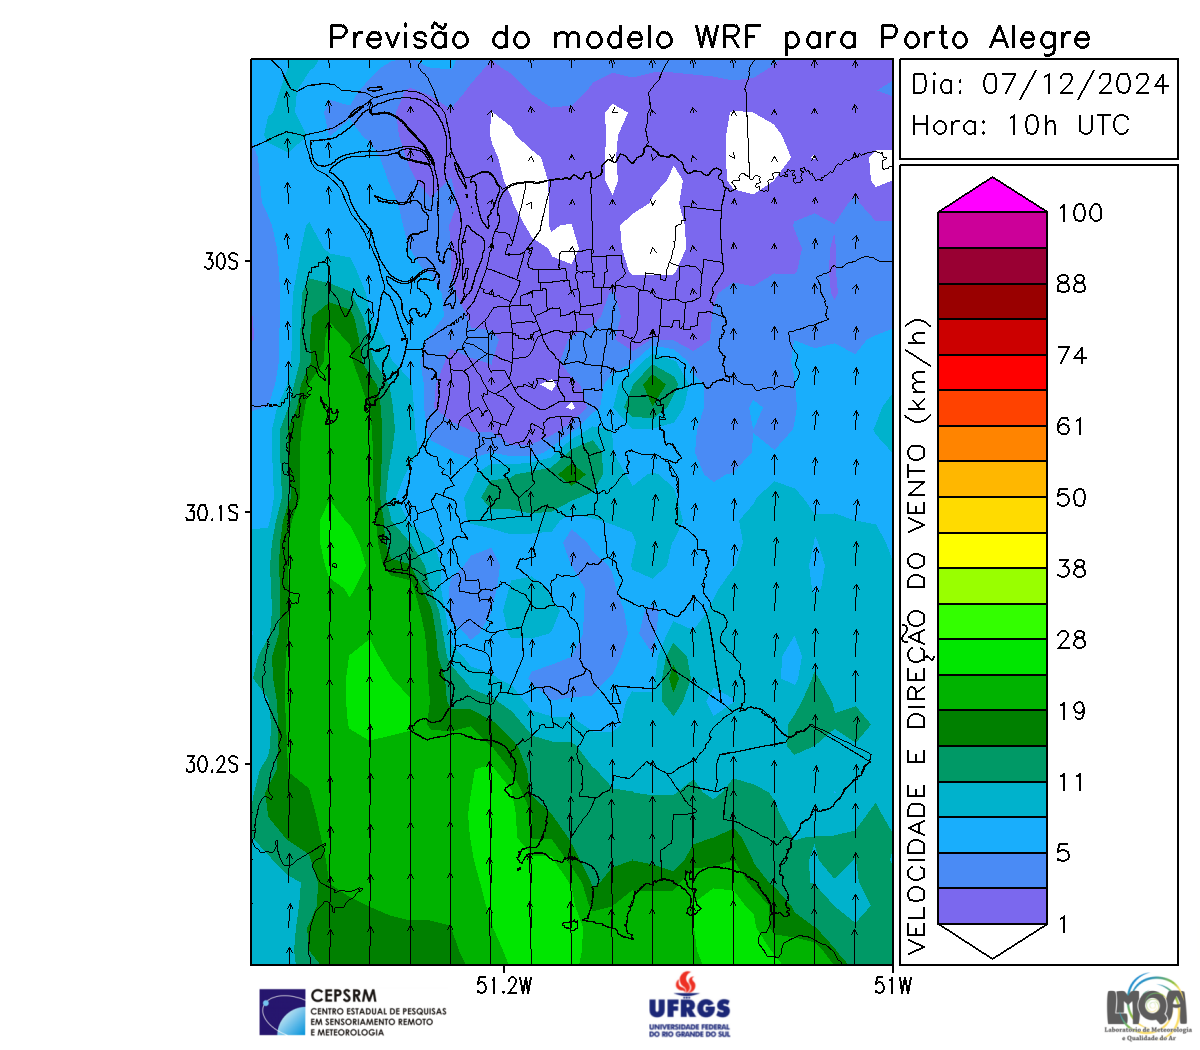 Previsão do modelo WRF para Porto Alegre
Dia: 07/12/2024
Hora: 10h UTC
30S
30.1S
30.2S
51.2W
51W
VELOCIDADE E DIREÇÃO DO VENTO (km/h)
100
88
74
61
50
38
28
19
11
5
1
CEPSRM
CENTRO ESTADUAL DE PESQUISAS
EM SENSORIAMENTO REMOTO
E METEOROLOGIA
UFRGS
UNIVERSIDADE FEDERAL
DO RIO GRANDE DO SUL
LMQA
Laboratório de Meteorologia
e Qualidade do Ar